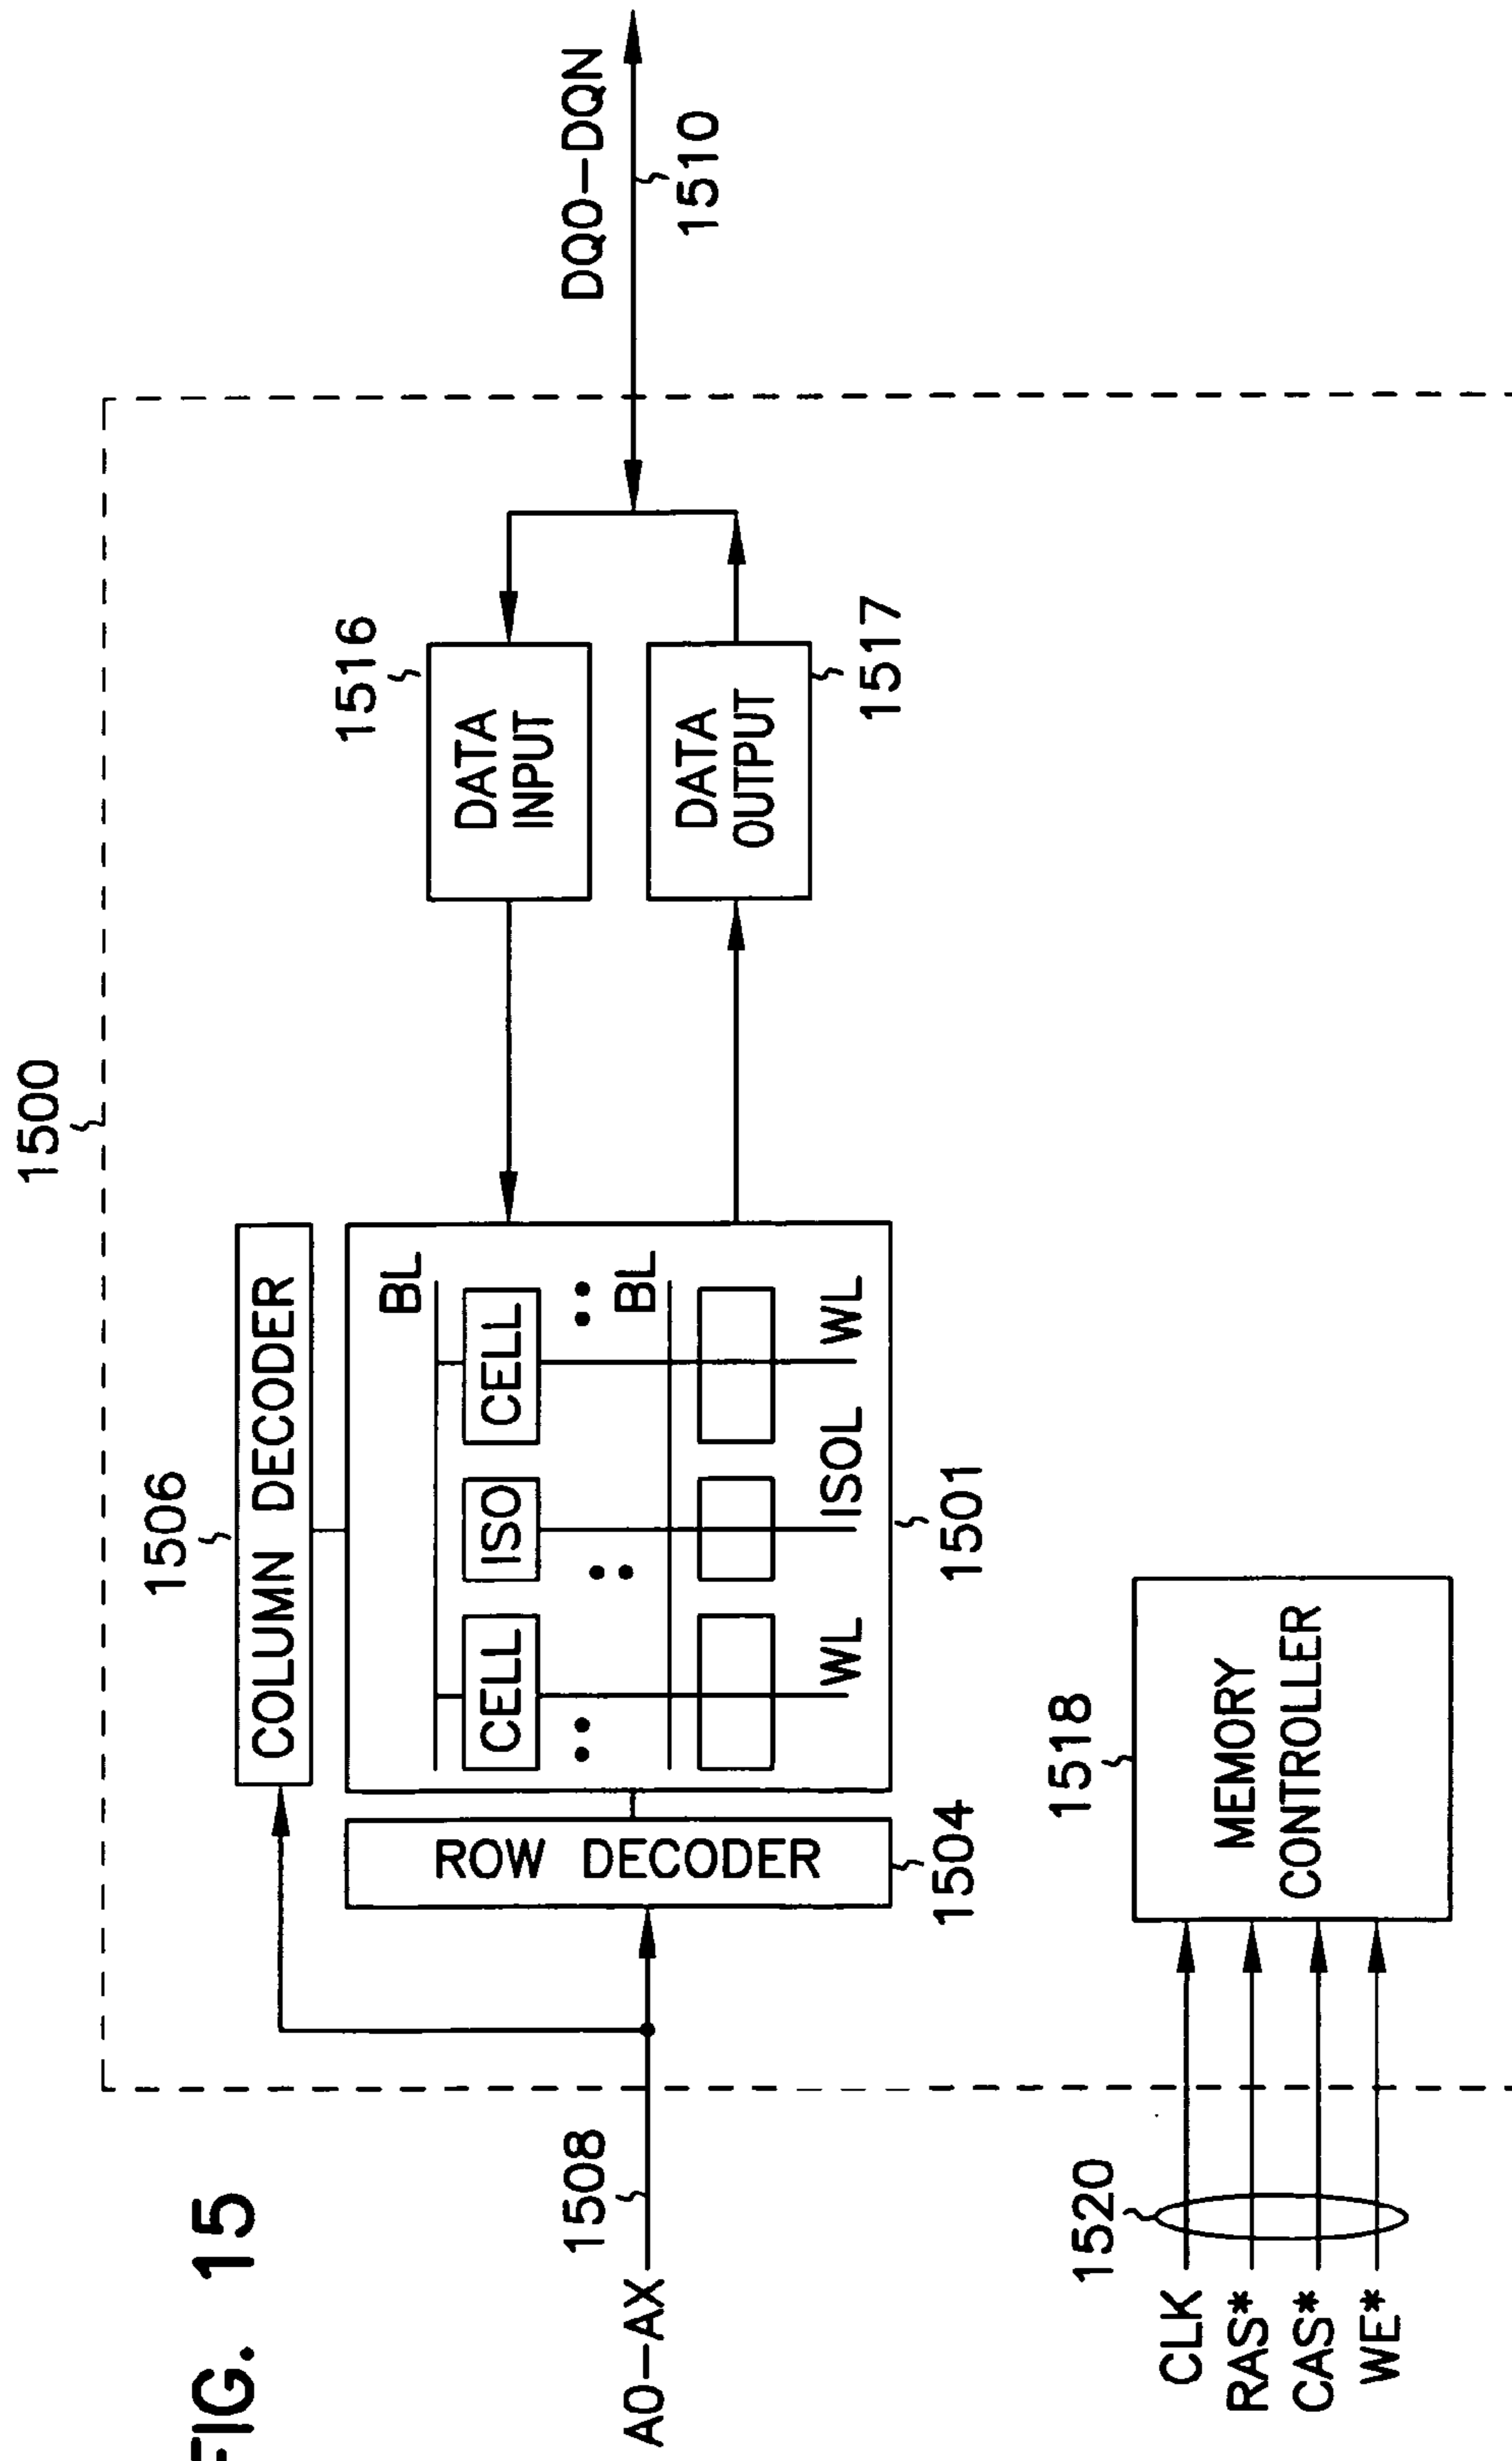 FIG. 15
1500
1506
COLUMN DECODER
BL
CELL
ISO
CELL
BL
WL
ISOL
WL
1501
ROW DECODER
1504
A0–AX
1508
1516
DATA
INPUT
DATA
OUTPUT
1517
DQ0–DQN
1510
1518
MEMORY
CONTROLLER
1520
CLK
RAS*
CAS*
WE*